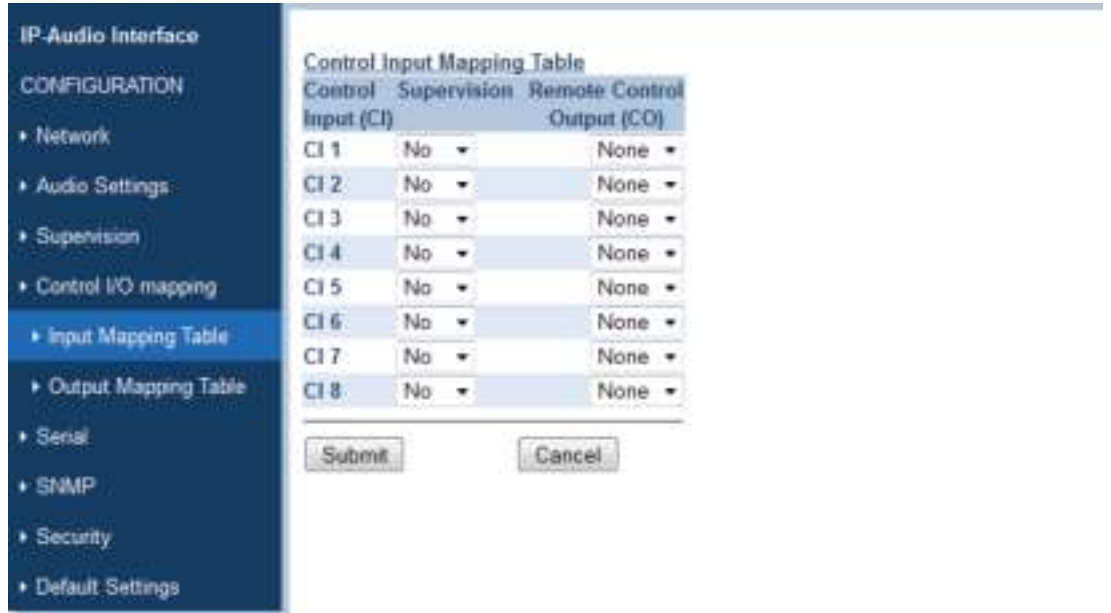 IP-Audio Interface
CONFIGURATION
Network
Audio Settings
Supervision
Control I/O mapping
Input Mapping Table
Output Mapping Table
Serial
SNMP
Security
Default Settings
Control Input Mapping Table
Control Supervision Remote Control
Input (CI) Output (CO)
CI 1 No None
CI 2 No None
CI 3 No None
CI 4 No None
CI 5 No None
CI 6 No None
CI 7 No None
CI 8 No None
Submit Cancel